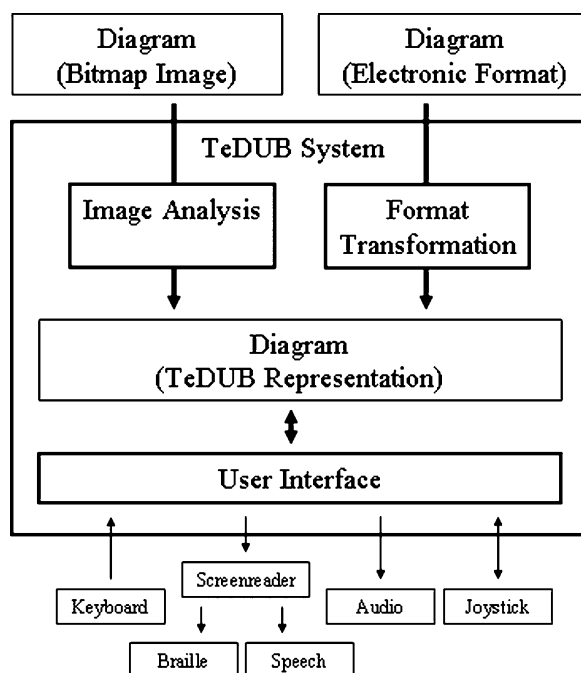 Diagram
(Bitmap Image)
Diagram
(Electronic Format)
TeDUB System
Image Analysis
Format
Transformation
Diagram
(TeDUB Representation)
User Interface
Keyboard
Screenreader
Audio
Joystick
Braille
Speech